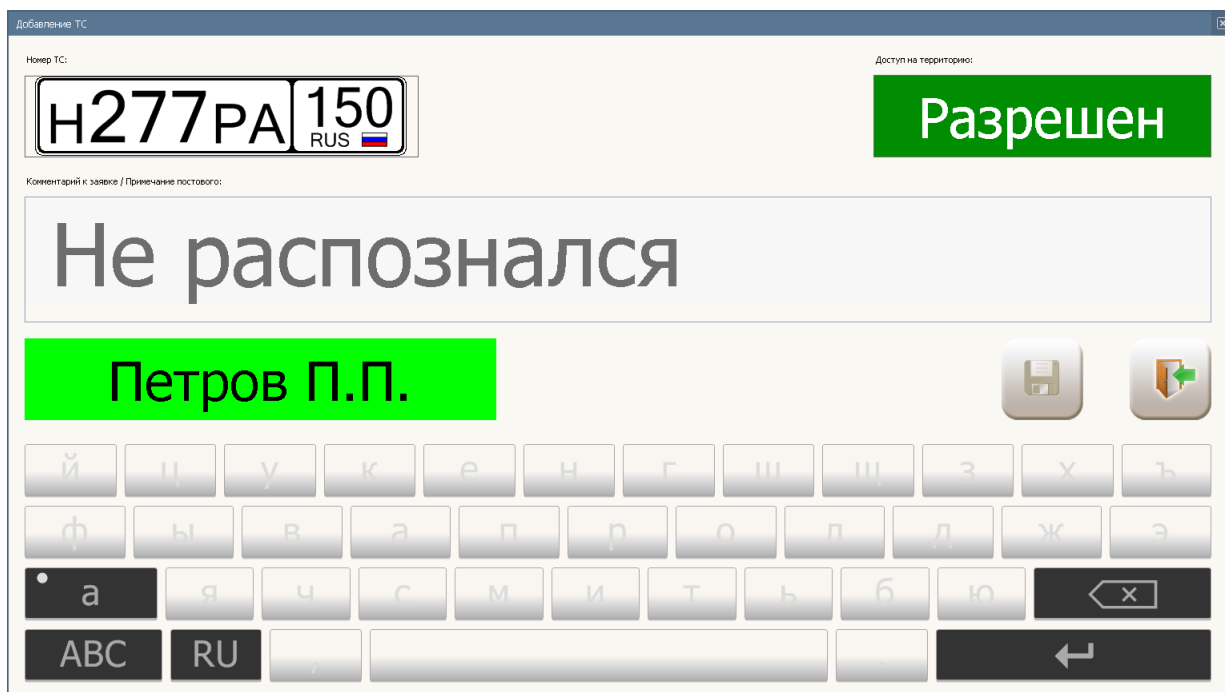 Добавление ТС
Номер ТС:
Доступ на территорию:
Н277РА 150
RUS
Разрешен
Комментарий к заявке / Примечание постового:
Не распознался
Петров П.П.
й ц у к е н г ш щ з х ъ
ф ы в а п р о л д ж э
а я ч с м и т ь б ю
ABC RU , .